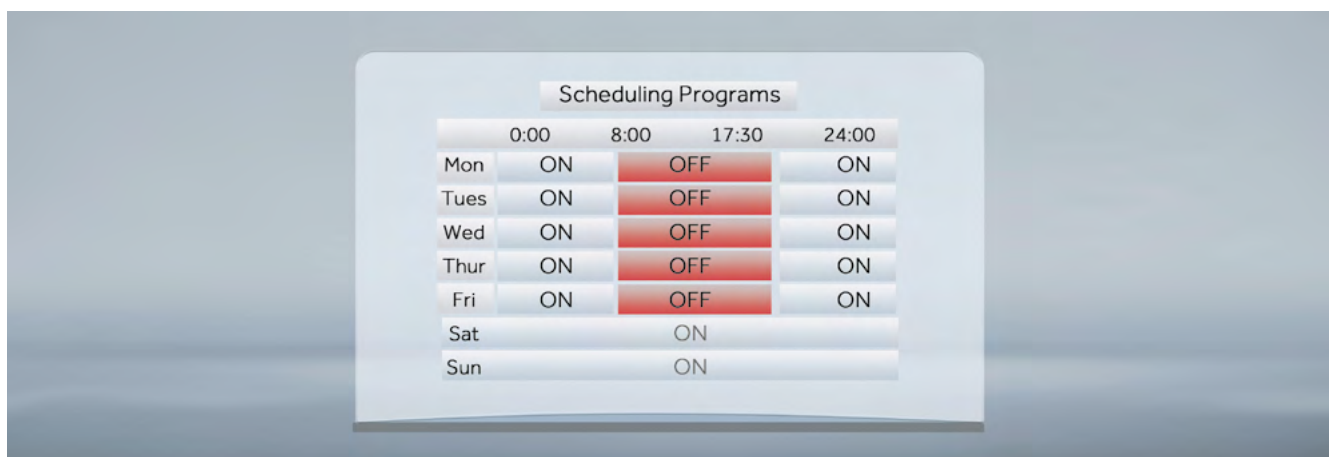 Scheduling Programs
0:00 8:00 17:30 24:00
Mon ON OFF ON
Tues ON OFF ON
Wed ON OFF ON
Thur ON OFF ON
Fri ON OFF ON
Sat ON
Sun ON